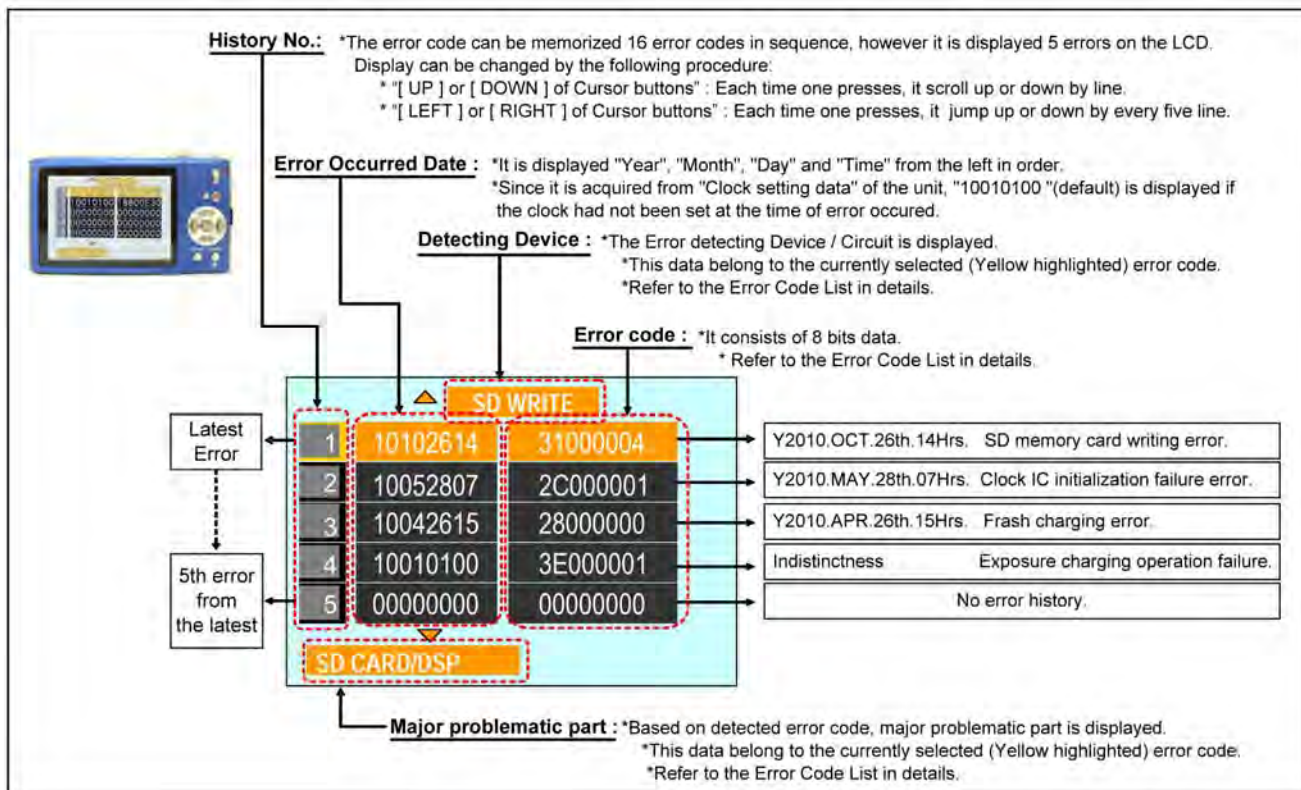 History No.: *The error code can be memorized 16 error codes in sequence, however it is displayed 5 errors on the LCD.
Display can be changed by the following procedure:
* "[ UP ] or [ DOWN ] of Cursor buttons" : Each time one presses, it scroll up or down by line.
* "[ LEFT ] or [ RIGHT ] of Cursor buttons" : Each time one presses, it jump up or down by every five line.
Error Occurred Date : *It is displayed "Year", "Month", "Day" and "Time" from the left in order.
*Since it is acquired from "Clock setting data" of the unit, "10010100 "(default) is displayed if
the clock had not been set at the time of error occured.
Detecting Device : *The Error detecting Device / Circuit is displayed.
*This data belong to the currently selected (Yellow highlighted) error code.
*Refer to the Error Code List in details.
Error code : *It consists of 8 bits data.
* Refer to the Error Code List in details.
SD WRITE
Latest
Error
1 10102614 31000004
Y2010.OCT.26th.14Hrs. SD memory card writing error.
2 10052807 2C000001
Y2010.MAY.28th.07Hrs. Clock IC initialization failure error.
3 10042615 28000000
Y2010.APR.26th.15Hrs. Frash charging error.
4 10010100 3E000001
Indistinctness Exposure charging operation failure.
5th error
from
the latest
5 00000000 00000000
No error history.
SD CARD/DSP
Major problematic part : *Based on detected error code, major problematic part is displayed.
*This data belong to the currently selected (Yellow highlighted) error code.
*Refer to the Error Code List in details.